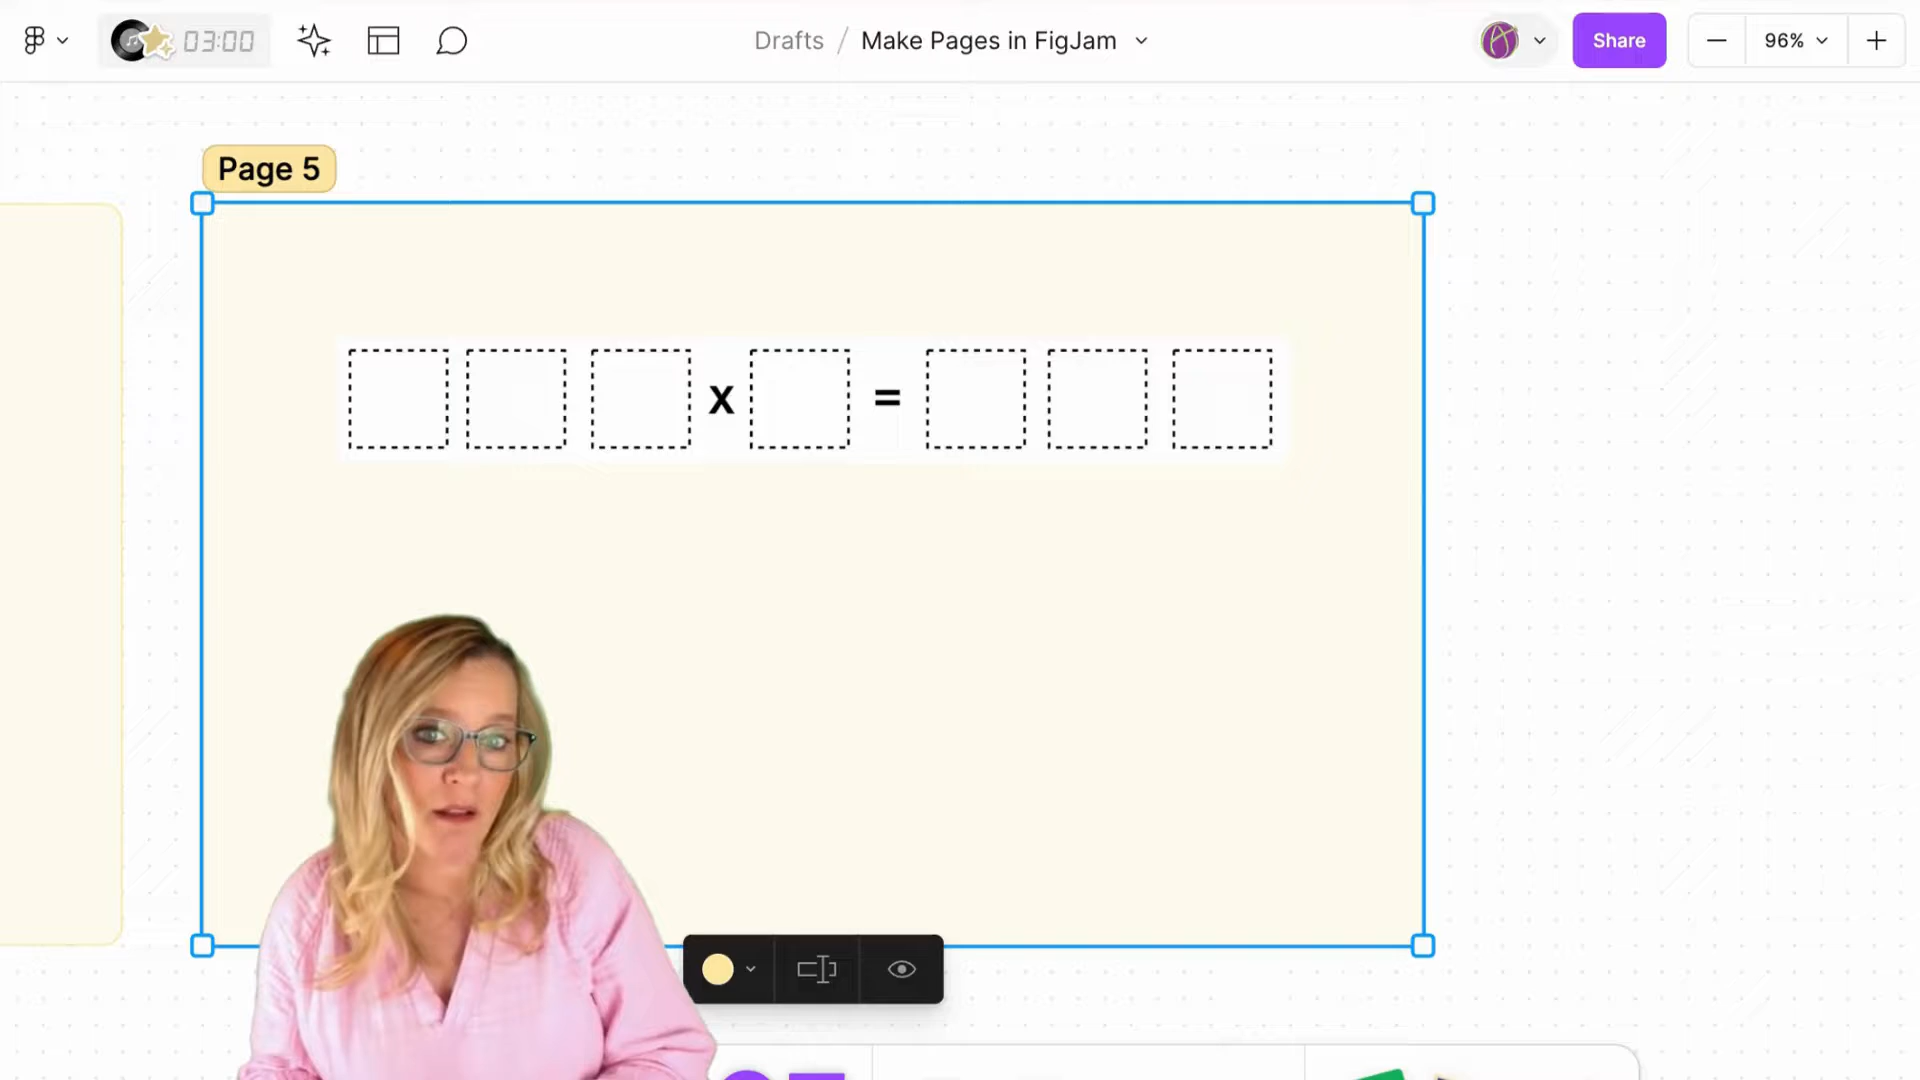 03:00
Drafts / Make Pages in FigJam
Share
96%
Page 5
x =